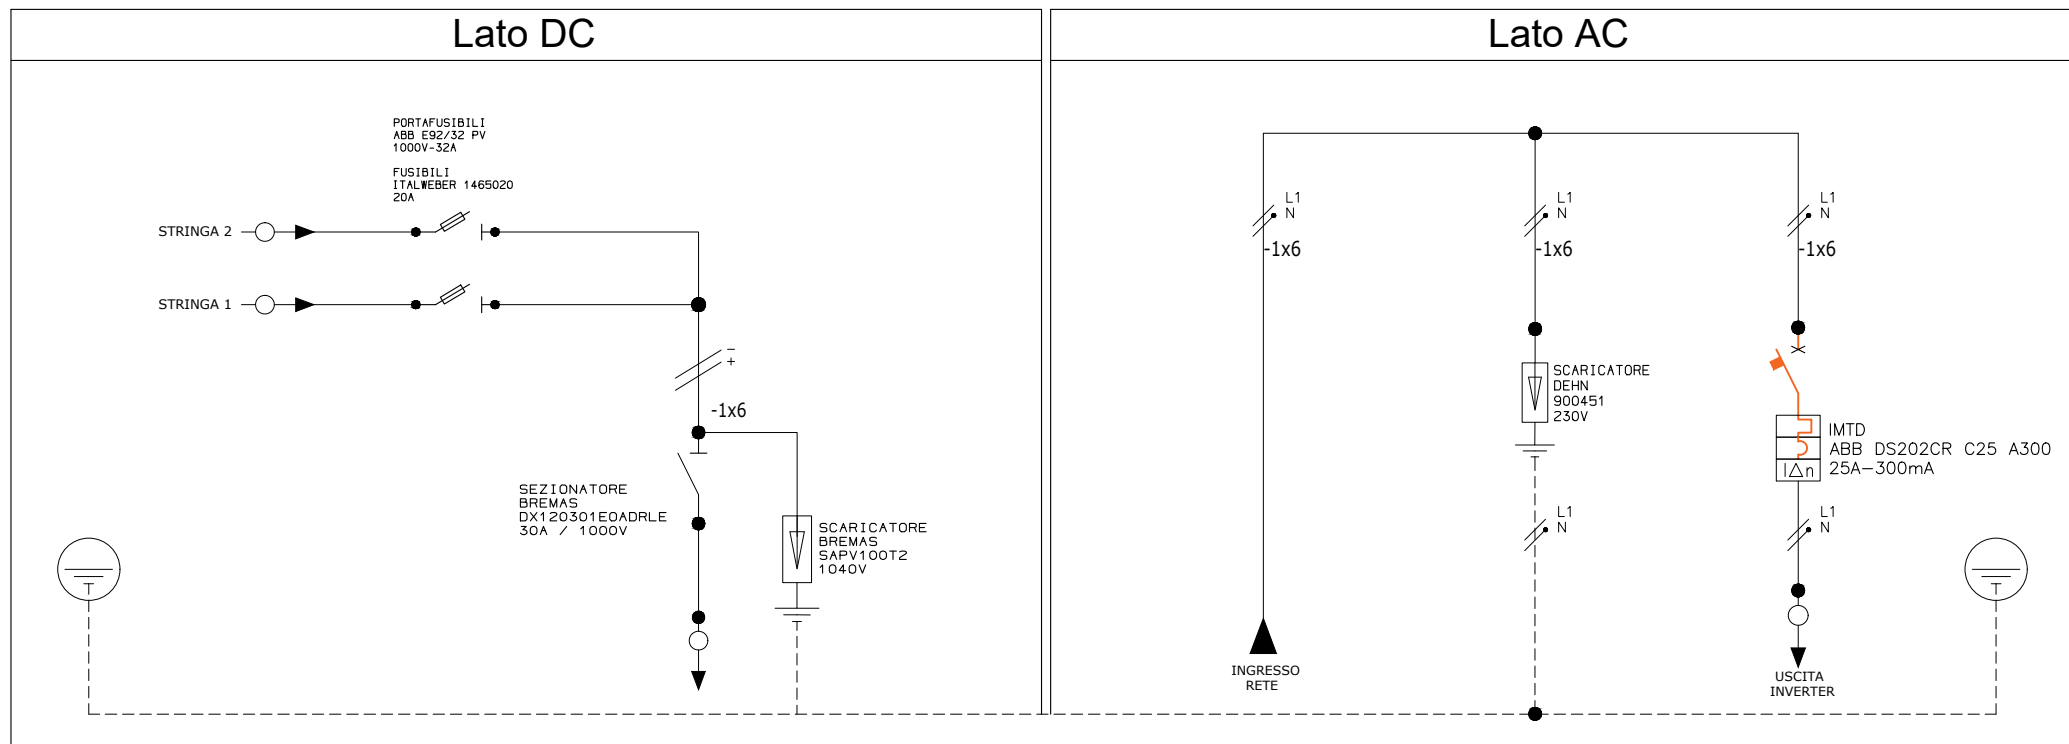 Lato DC
Lato AC
PORTAFUSIBILI
ABB E92/32 PV
1000V-32A
FUSIBILI
ITALWEBER 1465020
20A
STRINGA 2
STRINGA 1
-
+
-1x6
SEZIONATORE
BREMAS
DX120301E0ADRLE
30A / 1000V
SCARICATORE
BREMAS
SAPV100T2
1040V
L1
N
-1x6
L1
N
-1x6
L1
N
-1x6
SCARICATORE
DEHN
900451
230V
IMTD
ABB DS202CR C25 A300
25A-300mA
I△n
L1
N
L1
N
INGRESSO
RETE
USCITA
INVERTER